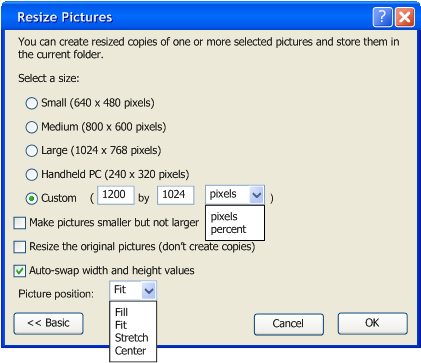 Resize Pictures
You can create resized copies of one or more selected pictures and store them in
the current folder.
Select a size:
Small (640 x 480 pixels)
Medium (800 x 600 pixels)
Large (1024 x 768 pixels)
Handheld PC (240 x 320 pixels)
Custom ( 1200 by 1024 pixels )
pixels
percent
Make pictures smaller but not larger
Resize the original pictures (don't create copies)
Auto-swap width and height values
Picture position: Fit
Fill
Fit
Stretch
Center
<< Basic Cancel OK